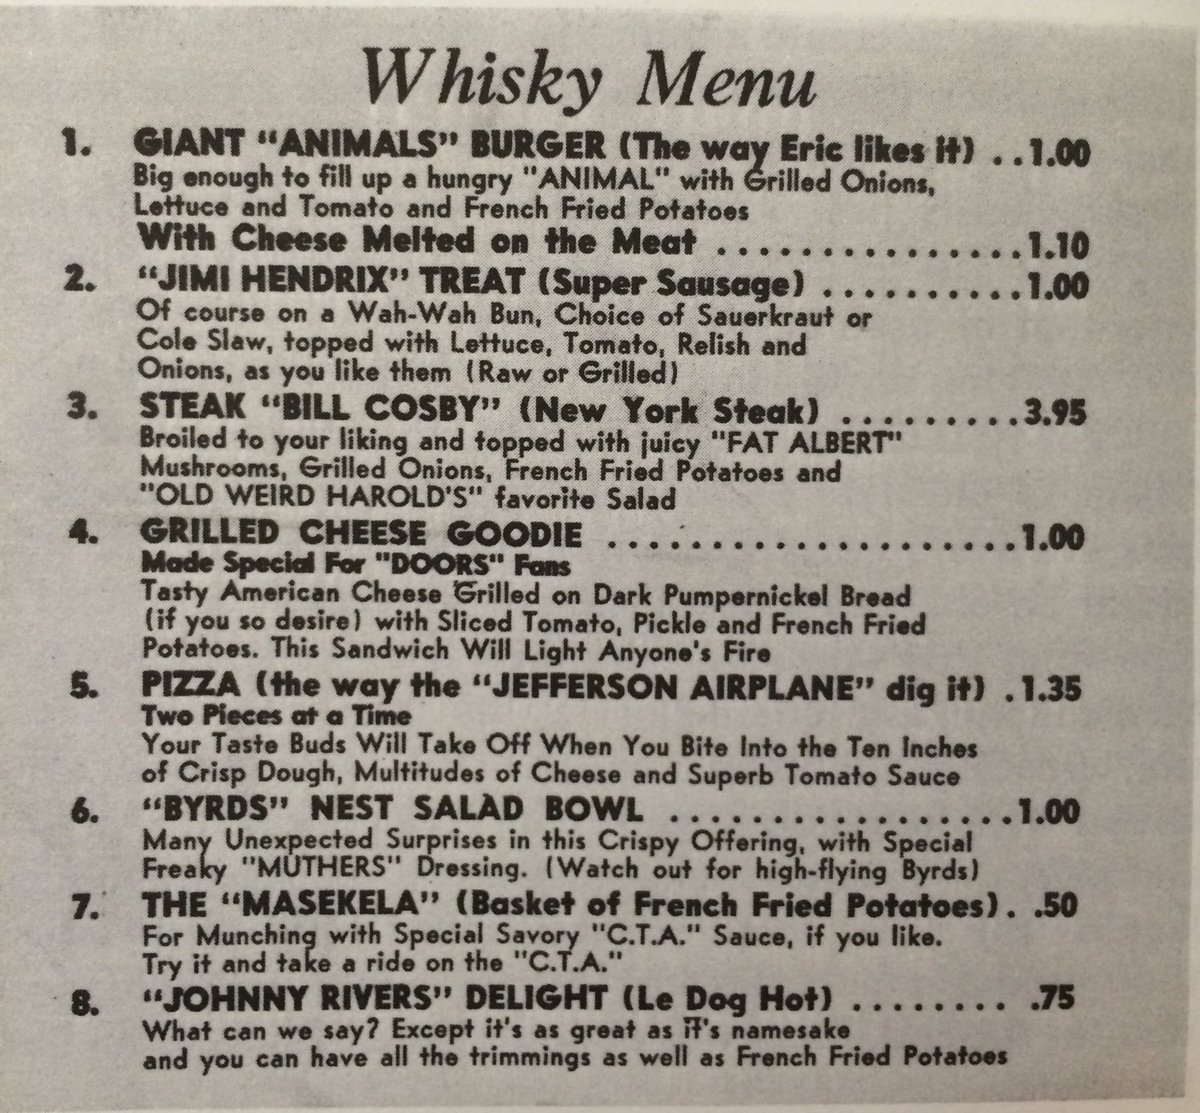 Whisky Menu
1. GIANT "ANIMALS" BURGER (The way Eric likes it) . . 1.00
Big enough to fill up a hungry "ANIMAL" with Grilled Onions,
Lettuce and Tomato and French Fried Potatoes
With Cheese Melted on the Meat . . . . . . . . . . . . . . . 1.10
2. "JIMI HENDRIX" TREAT (Super Sausage) . . . . . . . . . . 1.00
Of course on a Wah-Wah Bun, Choice of Sauerkraut or
Cole Slaw, topped with Lettuce, Tomato, Relish and
Onions, as you like them (Raw or Grilled)
3. STEAK "BILL COSBY" (New York Steak) . . . . . . . . . 3.95
Broiled to your liking and topped with juicy "FAT ALBERT"
Mushrooms, Grilled Onions, French Fried Potatoes and
"OLD WEIRD HAROLD'S" favorite Salad
4. GRILLED CHEESE GOODIE . . . . . . . . . . . . . . . . . . . . . 1.00
Made Special For "DOORS" Fans
Tasty American Cheese Grilled on Dark Pumpernickel Bread
(if you so desire) with Sliced Tomato, Pickle and French Fried
Potatoes. This Sandwich Will Light Anyone's Fire
5. PIZZA (the way the "JEFFERSON AIRPLANE" dig it) . 1.35
Two Pieces at a Time
Your Taste Buds Will Take Off When You Bite Into the Ten Inches
of Crisp Dough, Multitudes of Cheese and Superb Tomato Sauce
6. "BYRDS" NEST SALAD BOWL . . . . . . . . . . . . . . . . . 1.00
Many Unexpected Surprises in this Crispy Offering, with Special
Freaky "MUTHERS" Dressing. (Watch out for high-flying Byrds)
7. THE "MASEKELA" (Basket of French Fried Potatoes) . . .50
For Munching with Special Savory "C.T.A." Sauce, if you like.
Try it and take a ride on the "C.T.A."
8. "JOHNNY RIVERS" DELIGHT (Le Dog Hot) . . . . . . . . .75
What can we say? Except it's as great as it's namesake
and you can have all the trimmings as well as French Fried Potatoes